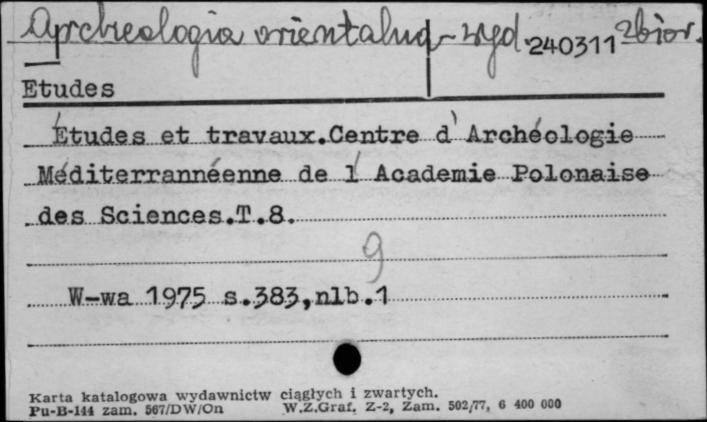 Archeologia orientalna - wyd. zbior.
240311
Etudes
Études et travaux.Centre d'Archéologie
Méditerrannéenne de l'Academie Polonaise
des Sciences.T.8.
9
W-wa 1975 s.383,nlb.1
Karta katalogowa wydawnictw ciągłych i zwartych.
Pu-B-144 zam. 567/DW/On W.Z.Graf. Z-2, Zam. 502/77, 6 400 000